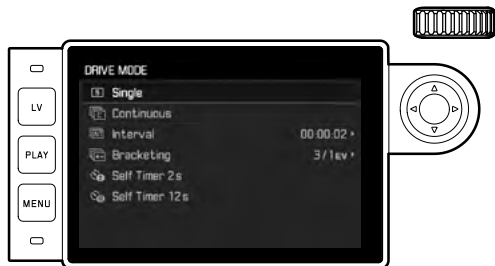 DRIVE MODE
Single
Continuous
Interval 00:00:02
Bracketing 3/1EV
Self Timer 2s
Self Timer 12s
LV
PLAY
MENU